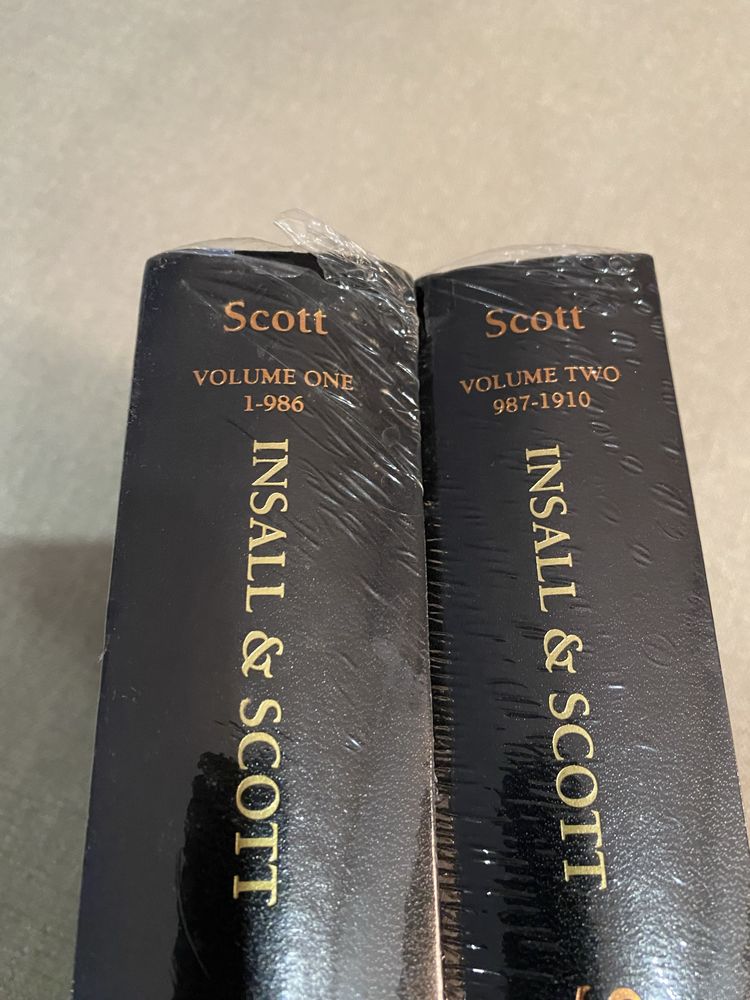 Scott
VOLUME ONE
1-986
INSALL & SCOTT
Scott
VOLUME TWO
987-1910
INSALL & SCOTT